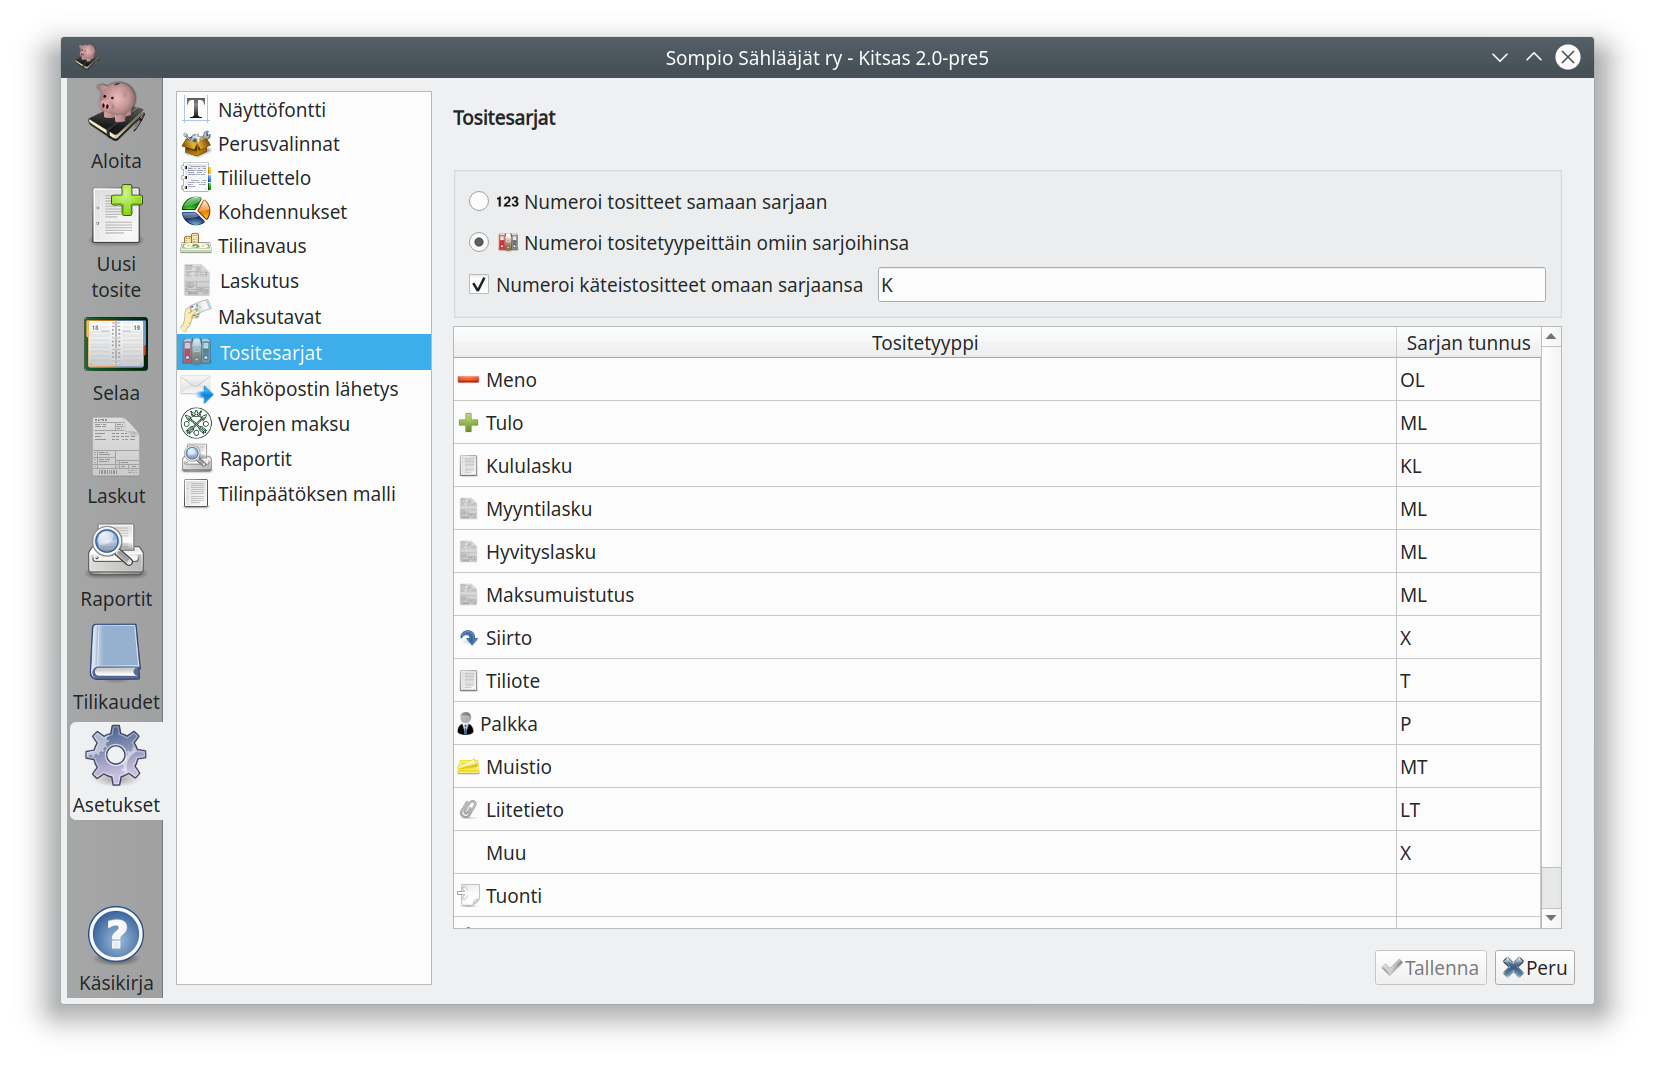 Sompio Sählääjät ry - Kitsas 2.0-pre5
Aloita
Uusi
tosite
Selaa
Laskut
Raportit
Tilikaudet
Asetukset
Käsikirja
Näyttöfontti
Perusvalinnat
Tililuettelo
Kohdennukset
Tilinavaus
Laskutus
Maksutavat
Tositesarjat
Sähköpostin lähetys
Verojen maksu
Raportit
Tilinpäätöksen malli
Tositesarjat
123 Numeroi tositteet samaan sarjaan
Numeroi tositetyypeittäin omiin sarjoihinsa
Numeroi käteistositteet omaan sarjaansa K
Tositetyyppi Sarjan tunnus
Meno OL
Tulo ML
Kululasku KL
Myyntilasku ML
Hyvityslasku ML
Maksumuistutus ML
Siirto X
Tiliote T
Palkka P
Muistio MT
Liitetieto LT
Muu X
Tuonti
Tallenna Peru